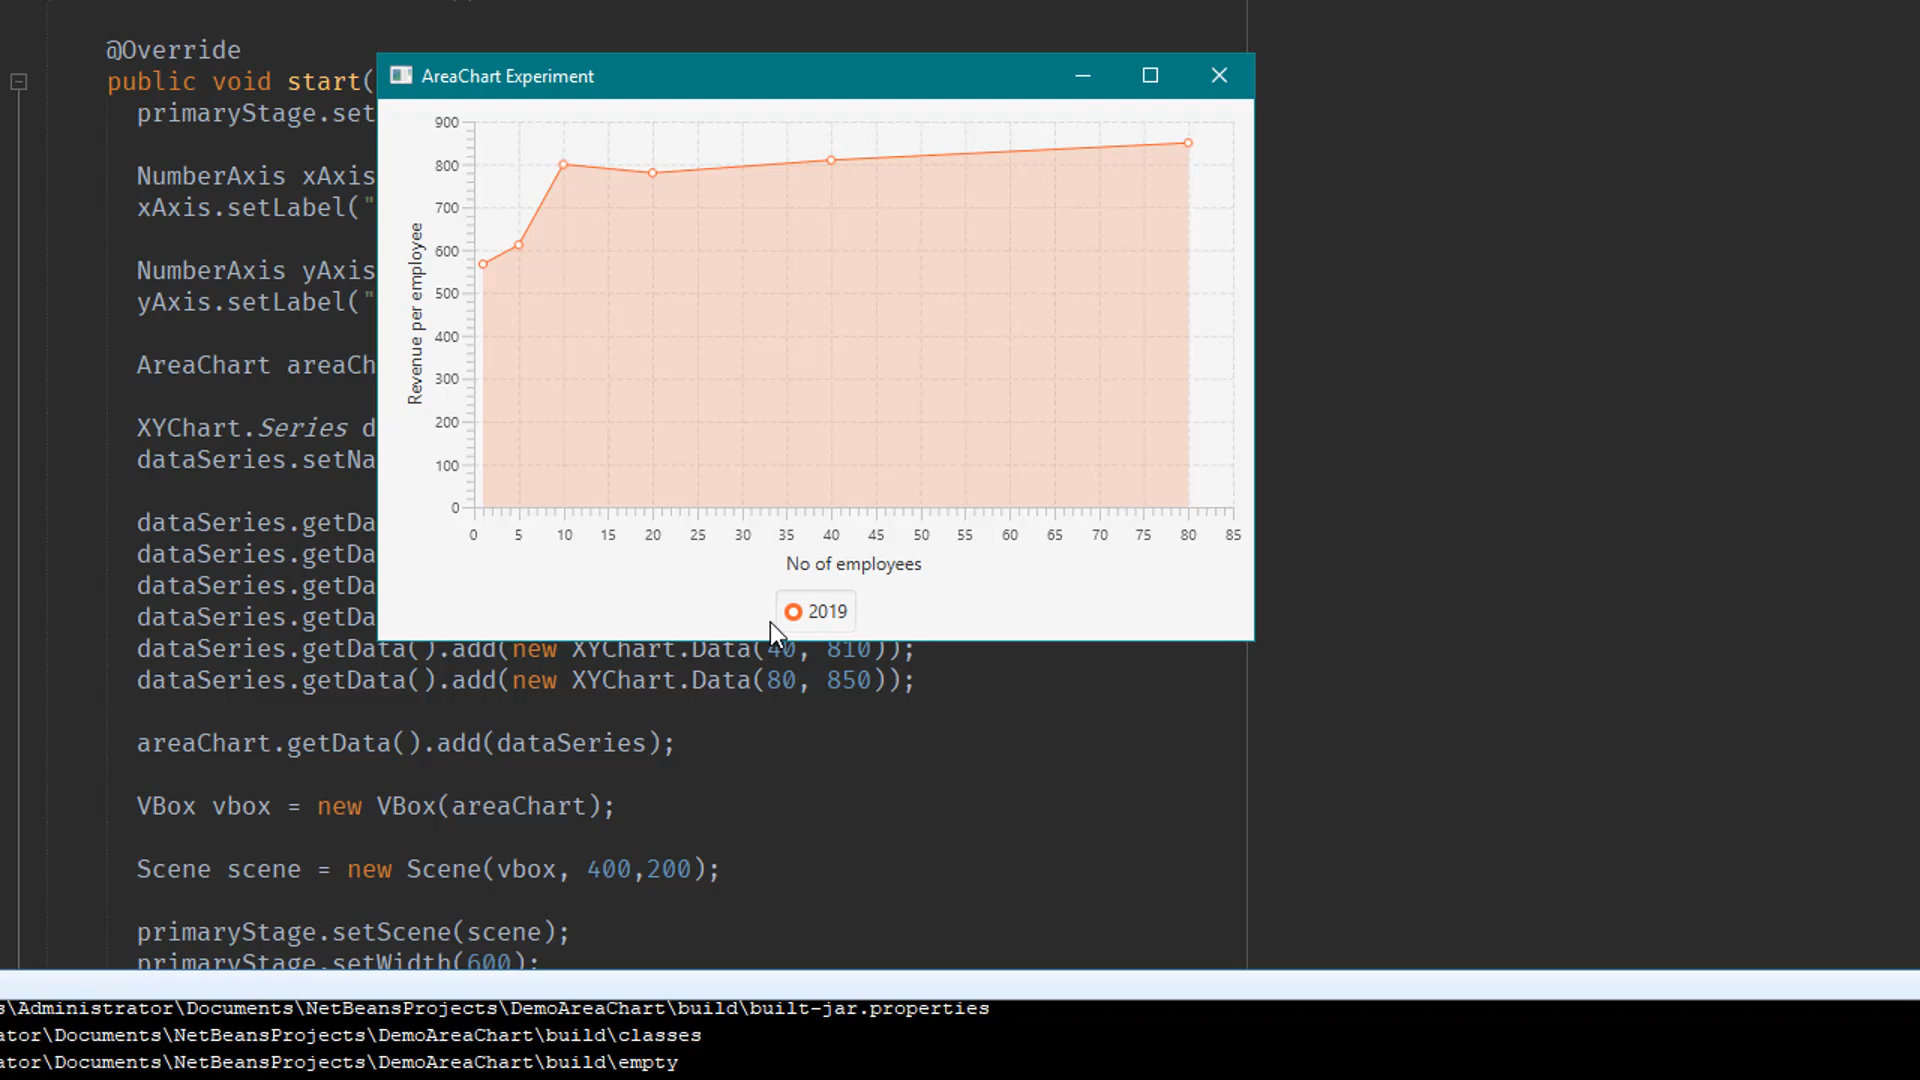 @Override
public void start(
primaryStage.set
NumberAxis xAxis
xAxis.setLabel("
NumberAxis yAxis
yAxis.setLabel("
AreaChart areaCh
XYChart.Series d
dataSeries.setNa
dataSeries.getDa
dataSeries.getDa
dataSeries.getDa
dataSeries.getDa
dataSeries.getData().add(new XYChart.Data(40, 810));
dataSeries.getData().add(new XYChart.Data(80, 850));
areaChart.getData().add(dataSeries);
VBox vbox = new VBox(areaChart);
Scene scene = new Scene(vbox, 400,200);
primaryStage.setScene(scene);
primaryStage.setWidth(600);
AreaChart Experiment
Revenue per employee
900
800
700
600
500
400
300
200
100
0
0 5 10 15 20 25 30 35 40 45 50 55 60 65 70 75 80 85
No of employees
2019
s\Administrator\Documents\NetBeansProjects\DemoAreaChart\build\built-jar.properties
ator\Documents\NetBeansProjects\DemoAreaChart\build\classes
ator\Documents\NetBeansProjects\DemoAreaChart\build\empty